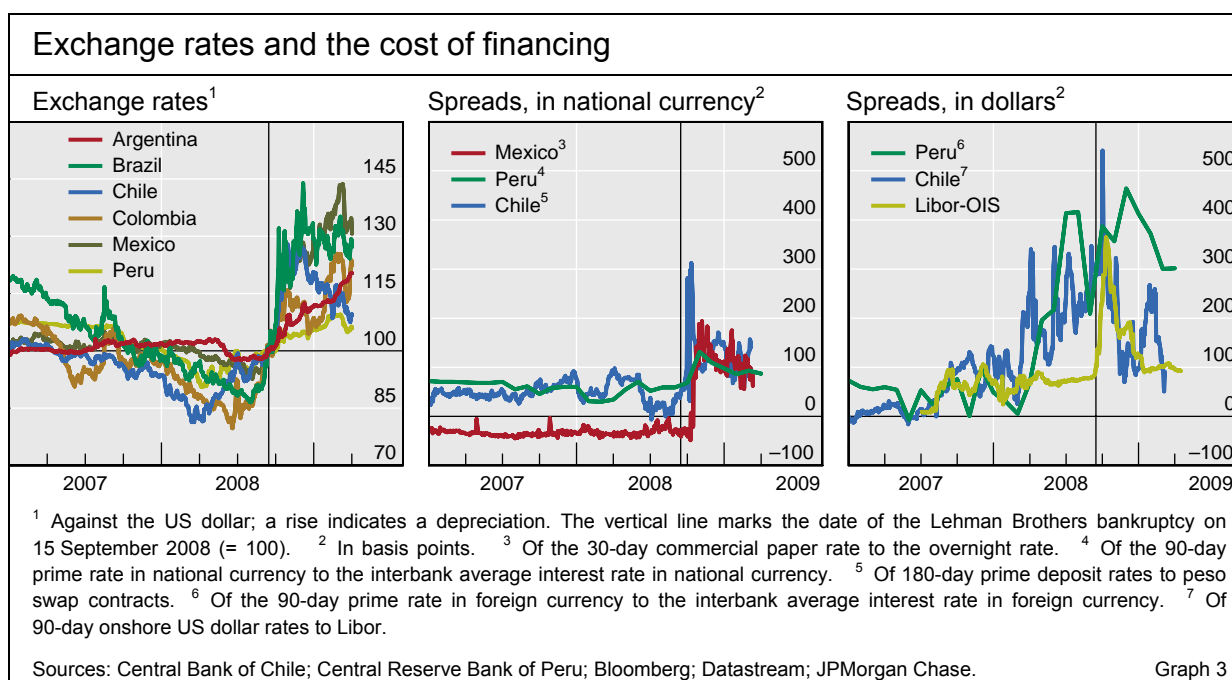 Exchange rates and the cost of financing
Exchange rates¹
Argentina
Brazil
Chile
Colombia
Mexico
Peru
145
130
115
100
85
70
2007
2008
Spreads, in national currency²
Mexico³
Peru⁴
Chile⁵
500
400
300
200
100
0
–100
2007
2008
2009
Spreads, in dollars²
Peru⁶
Chile⁷
Libor-OIS
500
400
300
200
100
0
–100
2007
2008
2009
¹ Against the US dollar; a rise indicates a depreciation. The vertical line marks the date of the Lehman Brothers bankruptcy on
15 September 2008 (= 100). ² In basis points. ³ Of the 30-day commercial paper rate to the overnight rate. ⁴ Of the 90-day
prime rate in national currency to the interbank average interest rate in national currency. ⁵ Of 180-day prime deposit rates to peso
swap contracts. ⁶ Of the 90-day prime rate in foreign currency to the interbank average interest rate in foreign currency. ⁷ Of
90-day onshore US dollar rates to Libor.
Sources: Central Bank of Chile; Central Reserve Bank of Peru; Bloomberg; Datastream; JPMorgan Chase. Graph 3